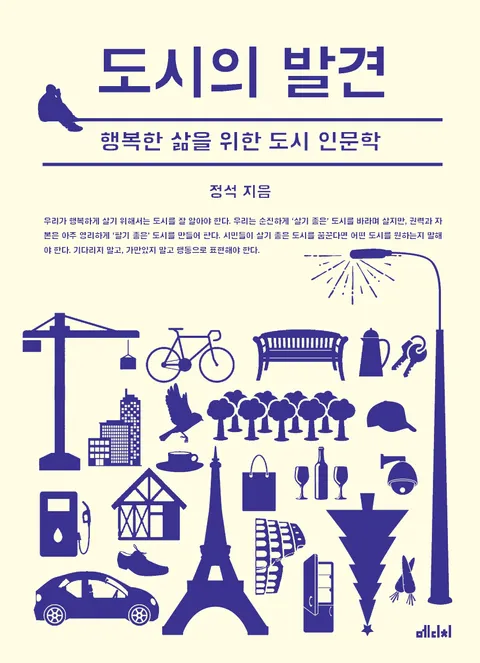 도시의 발견
행복한 삶을 위한 도시 인문학
정석 지음
우리가 행복하게 살기 위해서는 도시를 잘 알아야 한다. 우리는 순진하게 '살기 좋은' 도시를 바라며 살지만, 권력과 자
본은 아주 영리하게 '팔기 좋은' 도시를 만들어 판다. 시민들이 살기 좋은 도시를 꿈꾼다면 어떤 도시를 원하는지 말해
야 한다. 기다리지 말고, 가만있지 말고 행동으로 표현해야 한다.
메디치